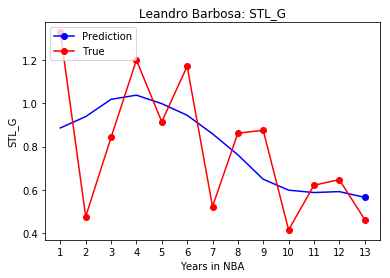 Leandro Barbosa: STL_G
Prediction
True
1.2
1.0
0.8
0.6
0.4
STL_G
1 2 3 4 5 6 7 8 9 10 11 12 13
Years in NBA